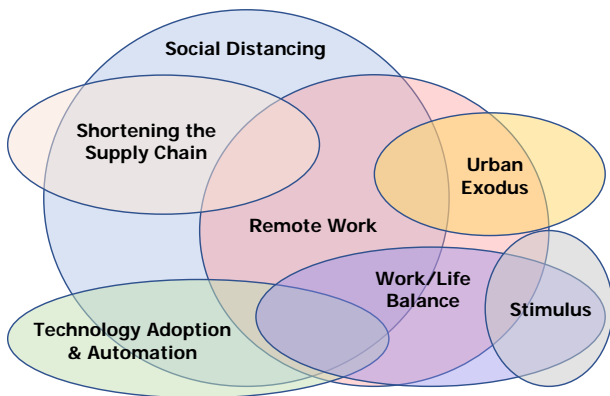 Social Distancing
Shortening the
Supply Chain
Urban
Exodus
Remote Work
Work/Life
Balance
Stimulus
Technology Adoption
& Automation